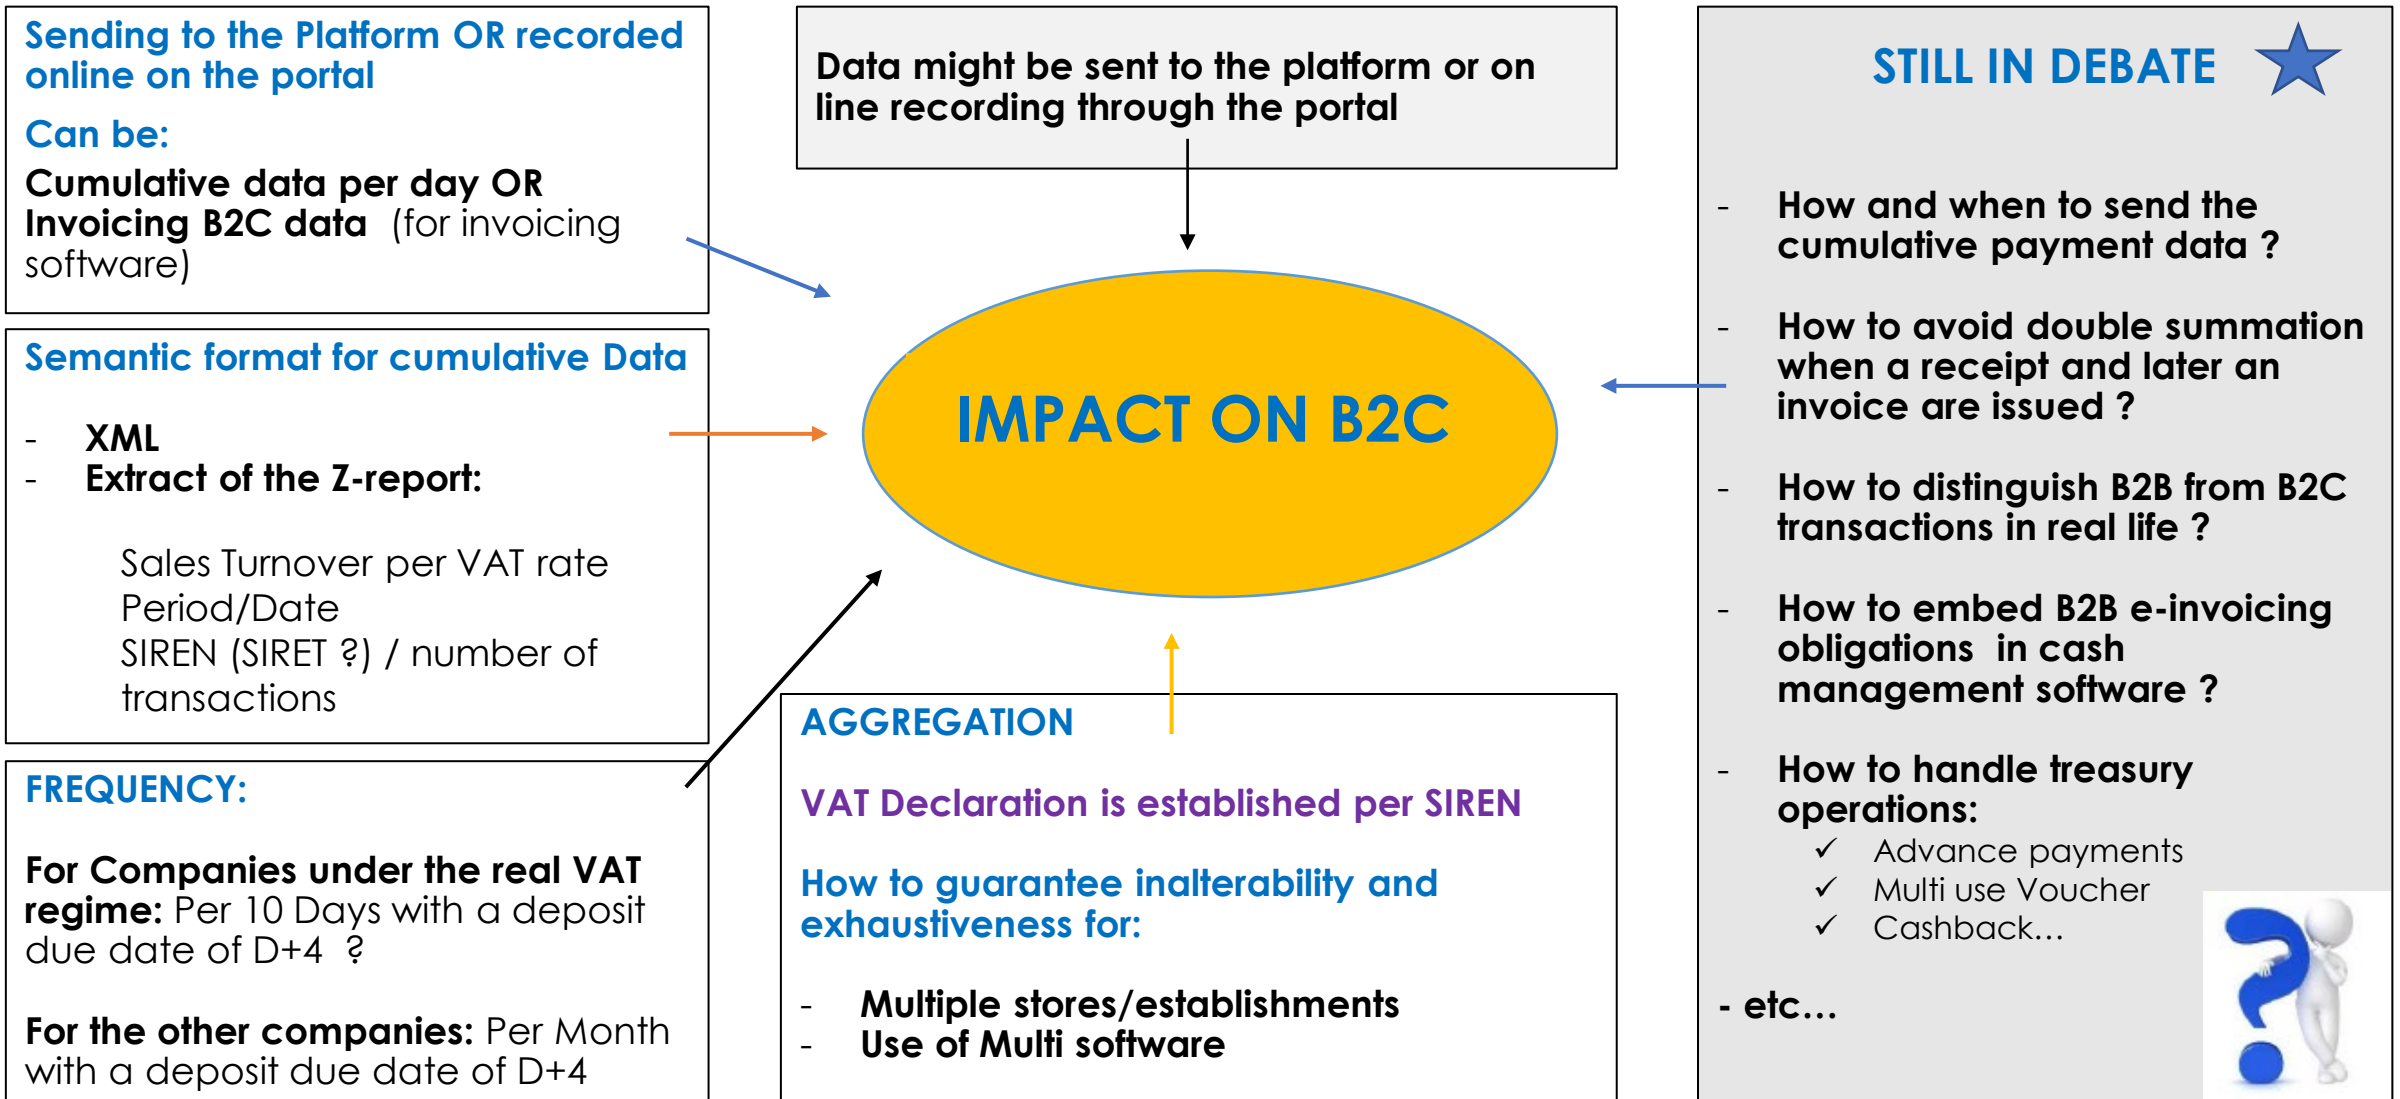 Sending to the Platform OR recorded
online on the portal
Can be:
Cumulative data per day OR
Invoicing B2C data (for invoicing
software)
Semantic format for cumulative Data
- XML
- Extract of the Z-report:
Sales Turnover per VAT rate
Period/Date
SIREN (SIRET ?) / number of
transactions
FREQUENCY:
For Companies under the real VAT
regime: Per 10 Days with a deposit
due date of D+4 ?
For the other companies: Per Month
with a deposit due date of D+4
Data might be sent to the platform or on
line recording through the portal
IMPACT ON B2C
AGGREGATION
VAT Declaration is established per SIREN
How to guarantee inalterability and
exhaustiveness for:
- Multiple stores/establishments
- Use of Multi software
STILL IN DEBATE
- How and when to send the
cumulative payment data ?
- How to avoid double summation
when a receipt and later an
invoice are issued ?
- How to distinguish B2B from B2C
transactions in real life ?
- How to embed B2B e-invoicing
obligations in cash
management software ?
- How to handle treasury
operations:
✓ Advance payments
✓ Multi use Voucher
✓ Cashback...
- etc...